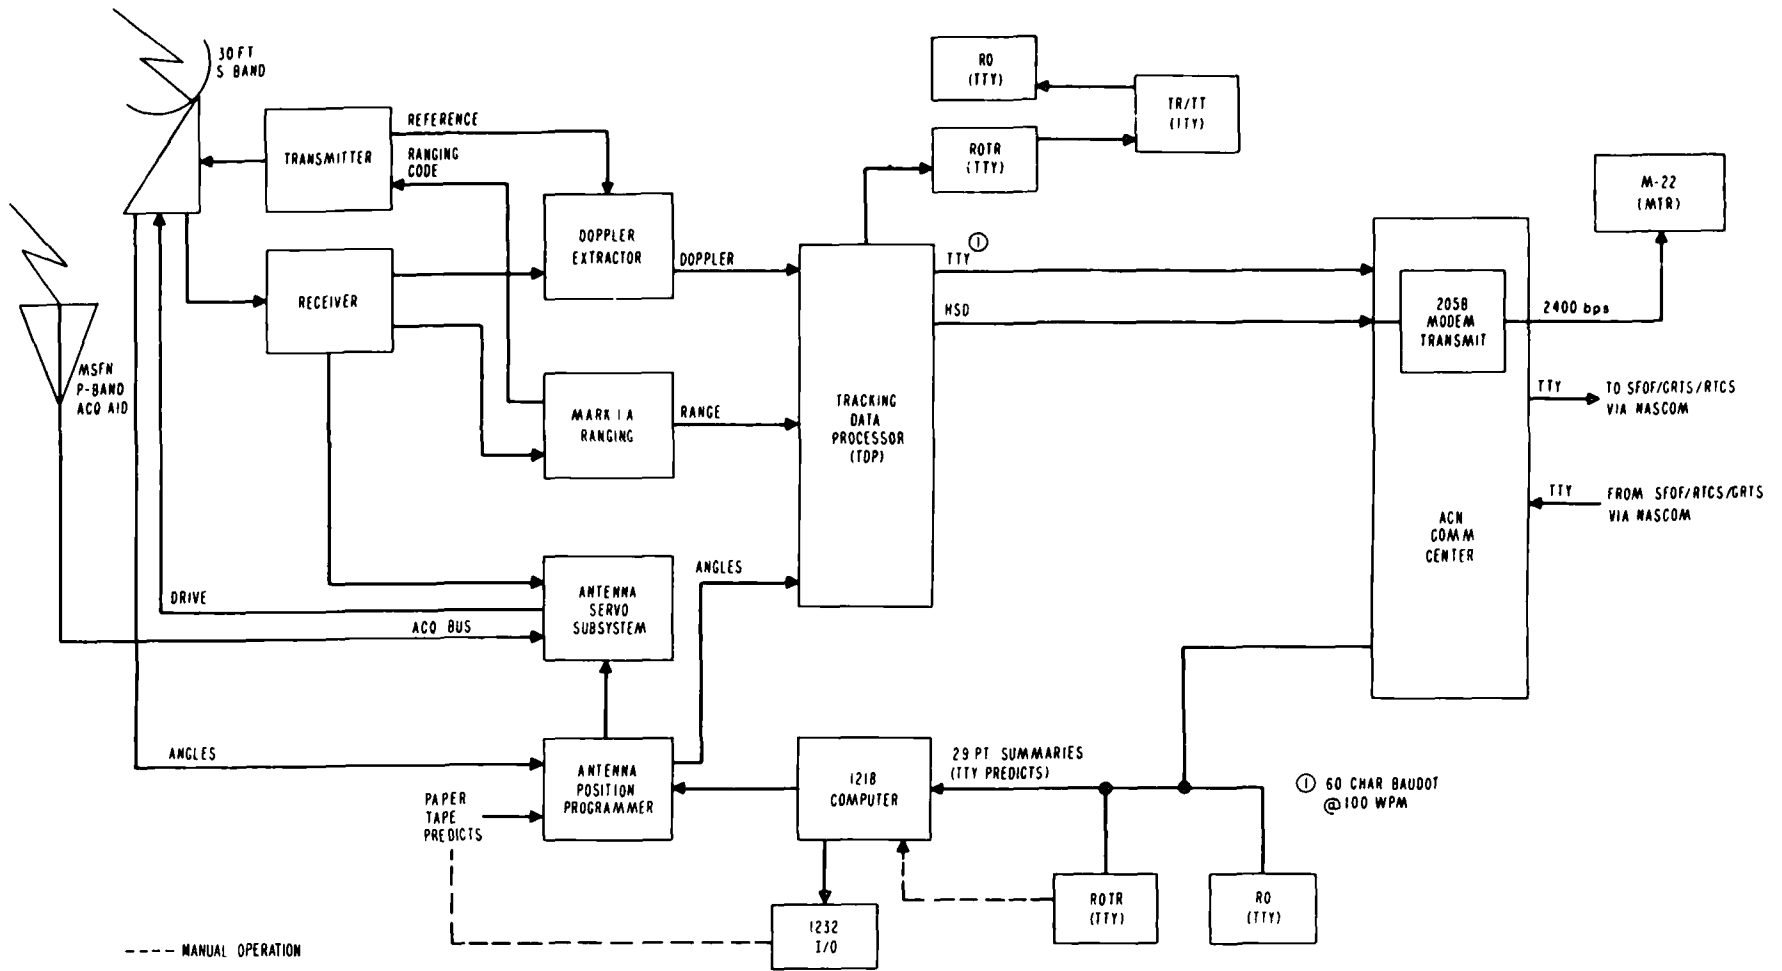 30 FT
S BAND
TRANSMITTER
REFERENCE
RANGING
CODE
RO
(TTY)
TR/TT
(TTY)
ROTR
(TTY)
M-22
(MTR)
DOPPLER
EXTRACTOR
DOPPLER
RECEIVER
TTY
1
HSD
205B
MODEM
TRANSMIT
2400 bps
MSFN
P-BAND
ACQ AID
MARK 1 A
RANGING
RANGE
TRACKING
DATA
PROCESSOR
(TDP)
TTY
TO SFOF/GRTS/RTCS
VIA NASCOM
TTY
FROM SFOF/RTCS/GRTS
VIA NASCOM
ACN
COMM
CENTER
ANTENNA
SERVO
SUBSYSTEM
ANGLES
DRIVE
ACQ BUS
ANGLES
ANTENNA
POSITION
PROGRAMMER
PAPER
TAPE
PREDICTS
1218
COMPUTER
29 PT SUMMARIES
(TTY PREDICTS)
1 60 CHAR BAUDOT
@ 100 WPM
1232
I/O
ROTR
(TTY)
RO
(TTY)
---- MANUAL OPERATION